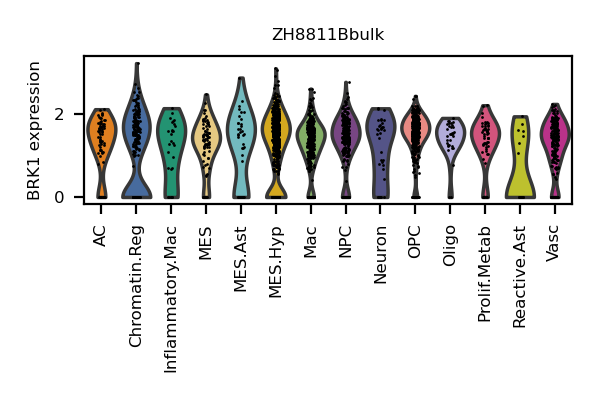 ZH8811Bbulk
BRK1 expression
2
0
AC
Chromatin.Reg
Inflammatory.Mac
MES
MES.Ast
MES.Hyp
Mac
NPC
Neuron
OPC
Oligo
Prolif.Metab
Reactive.Ast
Vasc